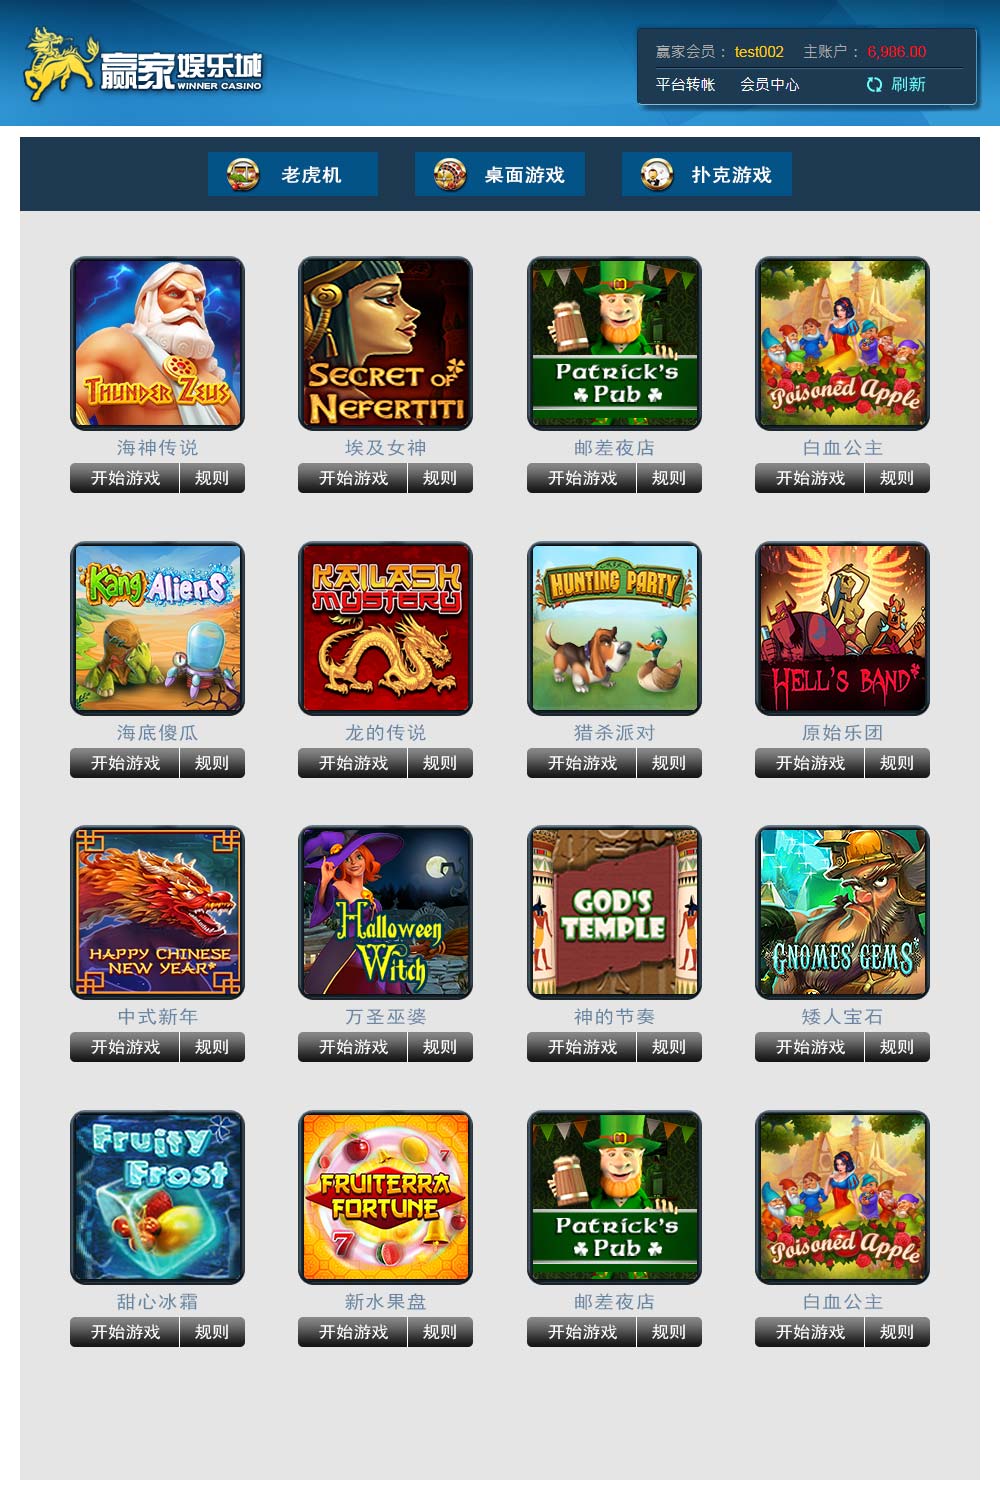 赢家娱乐城
WINNER CASINO
赢家会员： test002 主账户： 6,986.00
平台转帐 会员中心 刷新
老虎机 桌面游戏 扑克游戏
THUNDER ZEUS
SECRET OF
NEFERTITI
Patrick's
Pub
Poisoned Apple
海神传说 埃及女神 邮差夜店 白血公主
开始游戏 规则 开始游戏 规则 开始游戏 规则 开始游戏 规则
Kang Aliens
KAILASH
MYSTERY
HUNTING PARTY
HELL'S BAND
海底傻瓜 龙的传说 猎杀派对 原始乐团
开始游戏 规则 开始游戏 规则 开始游戏 规则 开始游戏 规则
HAPPY CHINESE
NEW YEAR
Halloween
Witch
GOD'S
TEMPLE
GNOMES' GEMS
中式新年 万圣巫婆 神的节奏 矮人宝石
开始游戏 规则 开始游戏 规则 开始游戏 规则 开始游戏 规则
Fruity
Frost
FRUITERRA
FORTUNE
7
7
Patrick's
Pub
Poisoned Apple
甜心冰霜 新水果盘 邮差夜店 白血公主
开始游戏 规则 开始游戏 规则 开始游戏 规则 开始游戏 规则